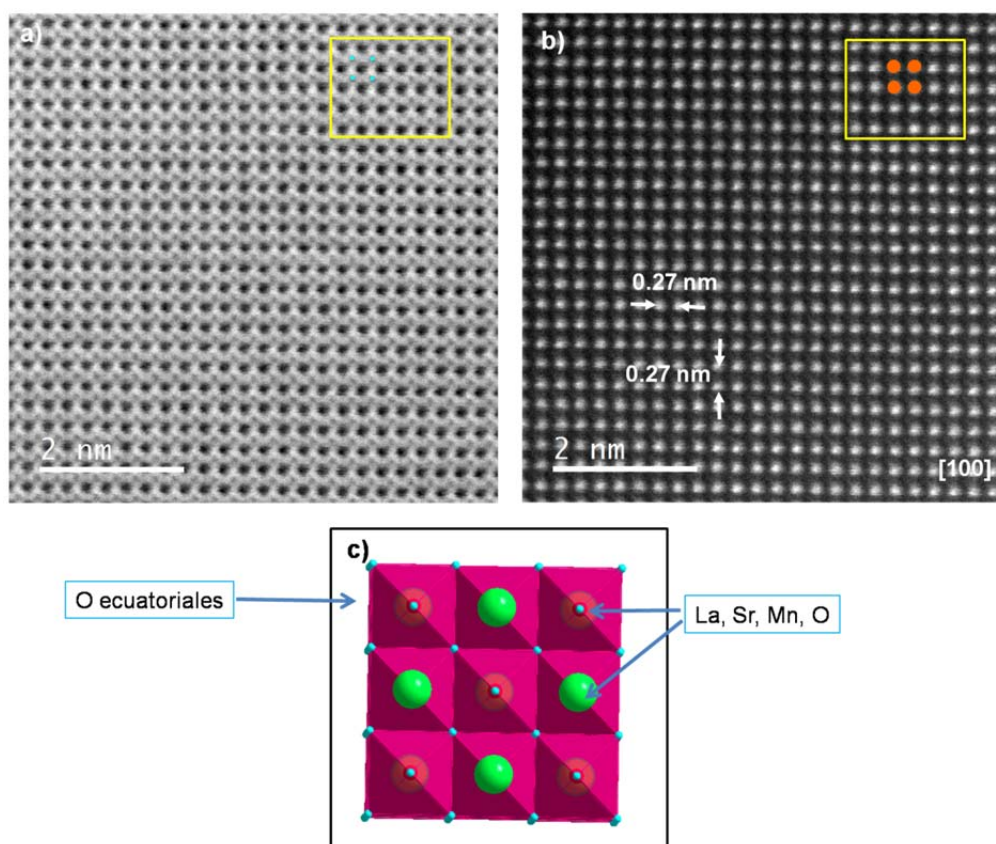 a)
b)
0.27 nm
0.27 nm
2 nm
2 nm
[100]
c)
O ecuatoriales
La, Sr, Mn, O